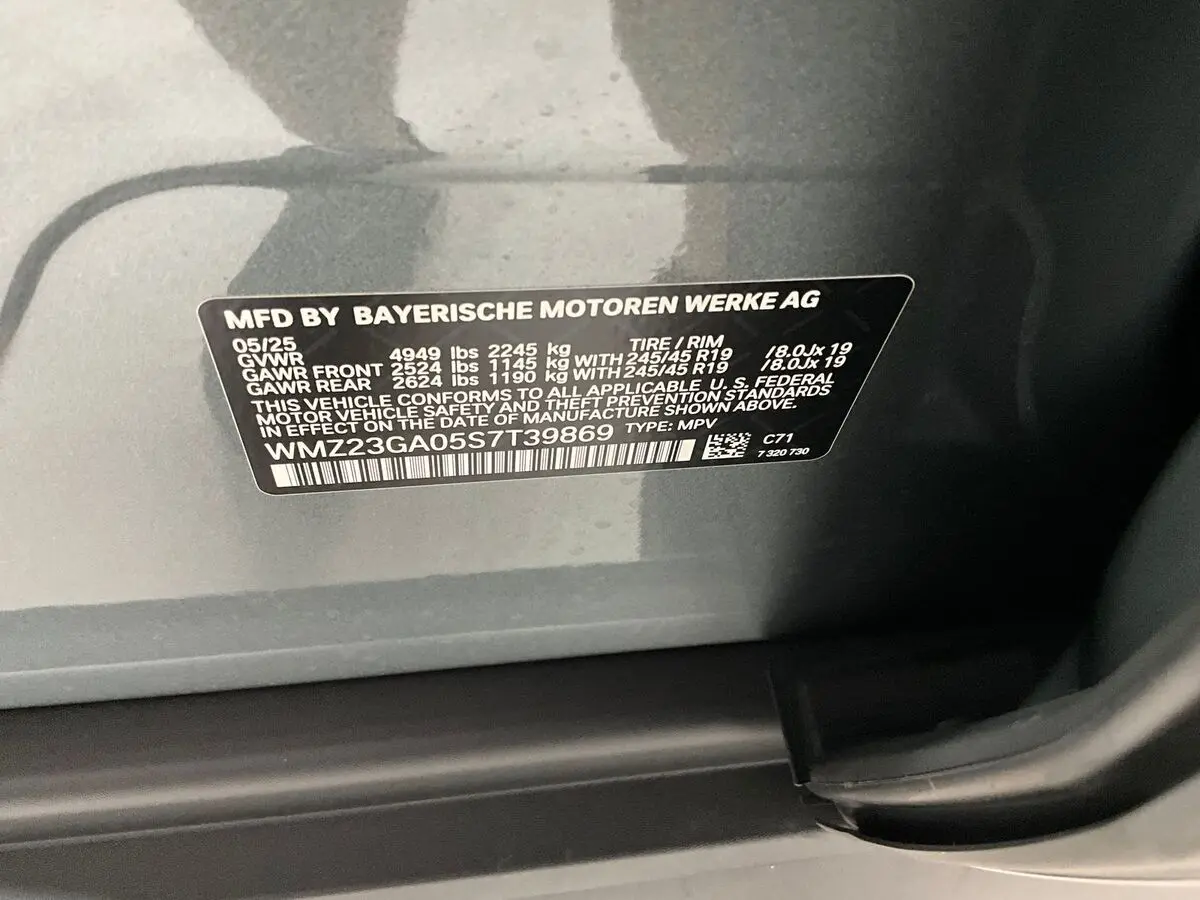 MFD BY BAYERISCHE MOTOREN WERKE AG
05/25 TIRE / RIM
GVWR 4949 lbs 2245 kg
GAWR FRONT 2524 lbs 1145 kg WITH 245/45 R19 /8.0Jx 19
GAWR REAR 2624 lbs 1190 kg WITH 245/45 R19 /8.0Jx 19
THIS VEHICLE CONFORMS TO ALL APPLICABLE U.S. FEDERAL
MOTOR VEHICLE SAFETY AND THEFT PREVENTION STANDARDS
IN EFFECT ON THE DATE OF MANUFACTURE SHOWN ABOVE.
WMZ23GA05S7T39869 TYPE: MPV
C71
7 320 730